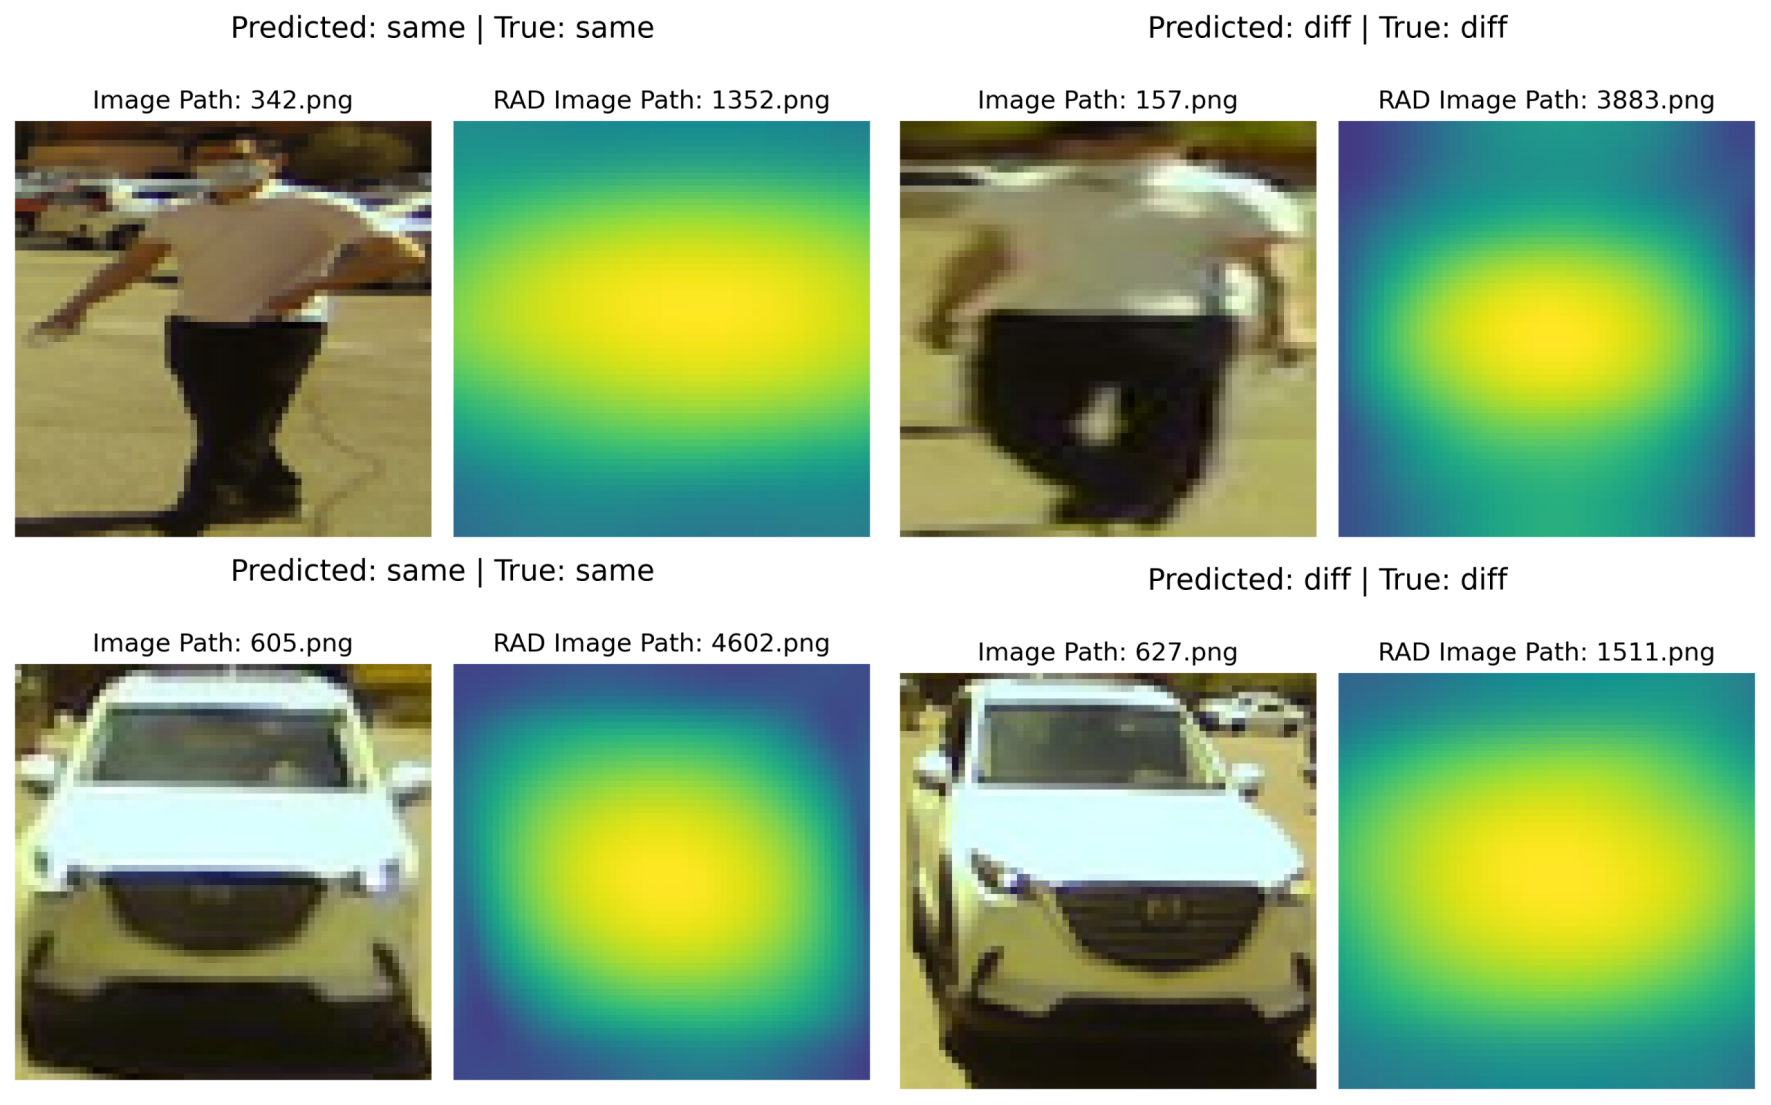 Predicted: same | True: same
Image Path: 342.png
RAD Image Path: 1352.png
Predicted: diff | True: diff
Image Path: 157.png
RAD Image Path: 3883.png
Predicted: same | True: same
Image Path: 605.png
RAD Image Path: 4602.png
Predicted: diff | True: diff
Image Path: 627.png
RAD Image Path: 1511.png